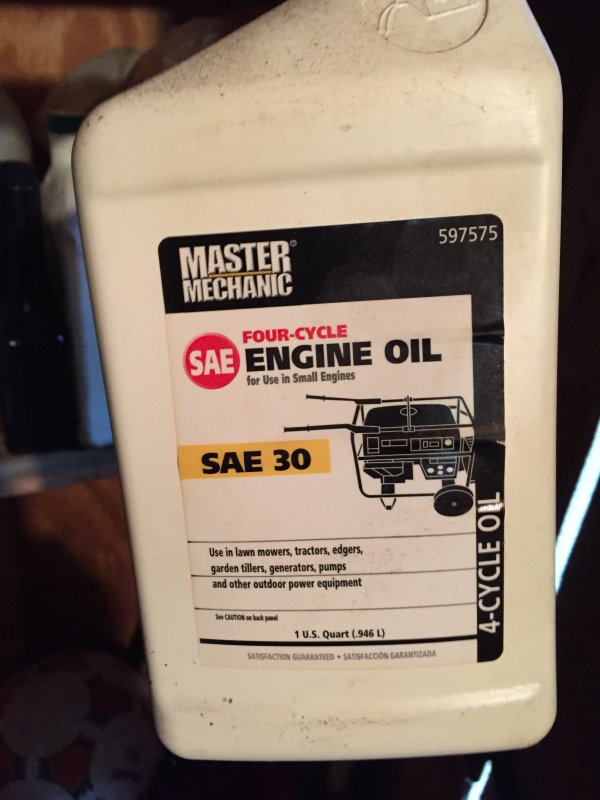 597575
MASTER®
MECHANIC
FOUR-CYCLE
SAE ENGINE OIL
for Use in Small Engines
SAE 30
Use in lawn mowers, tractors, edgers,
garden tillers, generators, pumps
and other outdoor power equipment
See CAUTION on back panel
1 U.S. Quart (.946 L)
SATISFACTION GUARANTEED • SATISFACCIÓN GARANTIZADA
4-CYCLE OIL